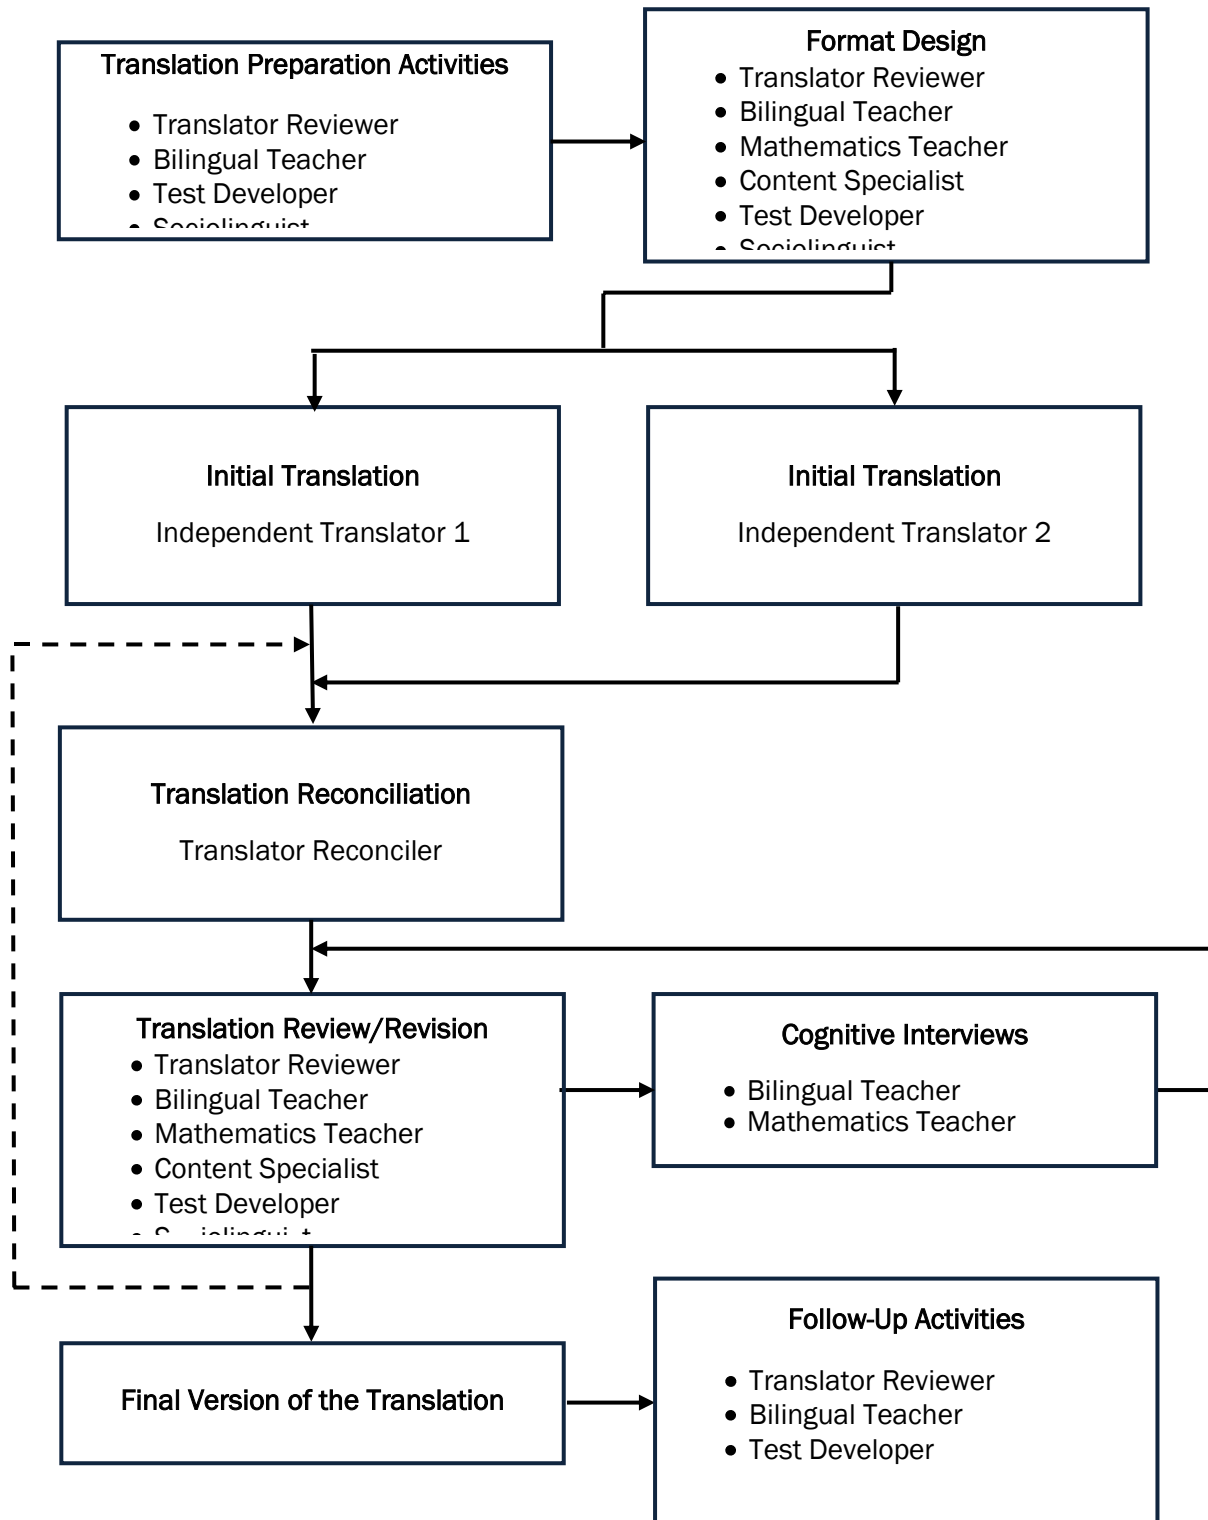 Translation Preparation Activities
• Translator Reviewer
• Bilingual Teacher
• Test Developer
• Sociolinguist
Format Design
• Translator Reviewer
• Bilingual Teacher
• Mathematics Teacher
• Content Specialist
• Test Developer
• Sociolinguist
Initial Translation
Independent Translator 1
Initial Translation
Independent Translator 2
Translation Reconciliation
Translator Reconciler
Translation Review/Revision
• Translator Reviewer
• Bilingual Teacher
• Mathematics Teacher
• Content Specialist
• Test Developer
• Sociolinguist
Cognitive Interviews
• Bilingual Teacher
• Mathematics Teacher
Final Version of the Translation
Follow-Up Activities
• Translator Reviewer
• Bilingual Teacher
• Test Developer